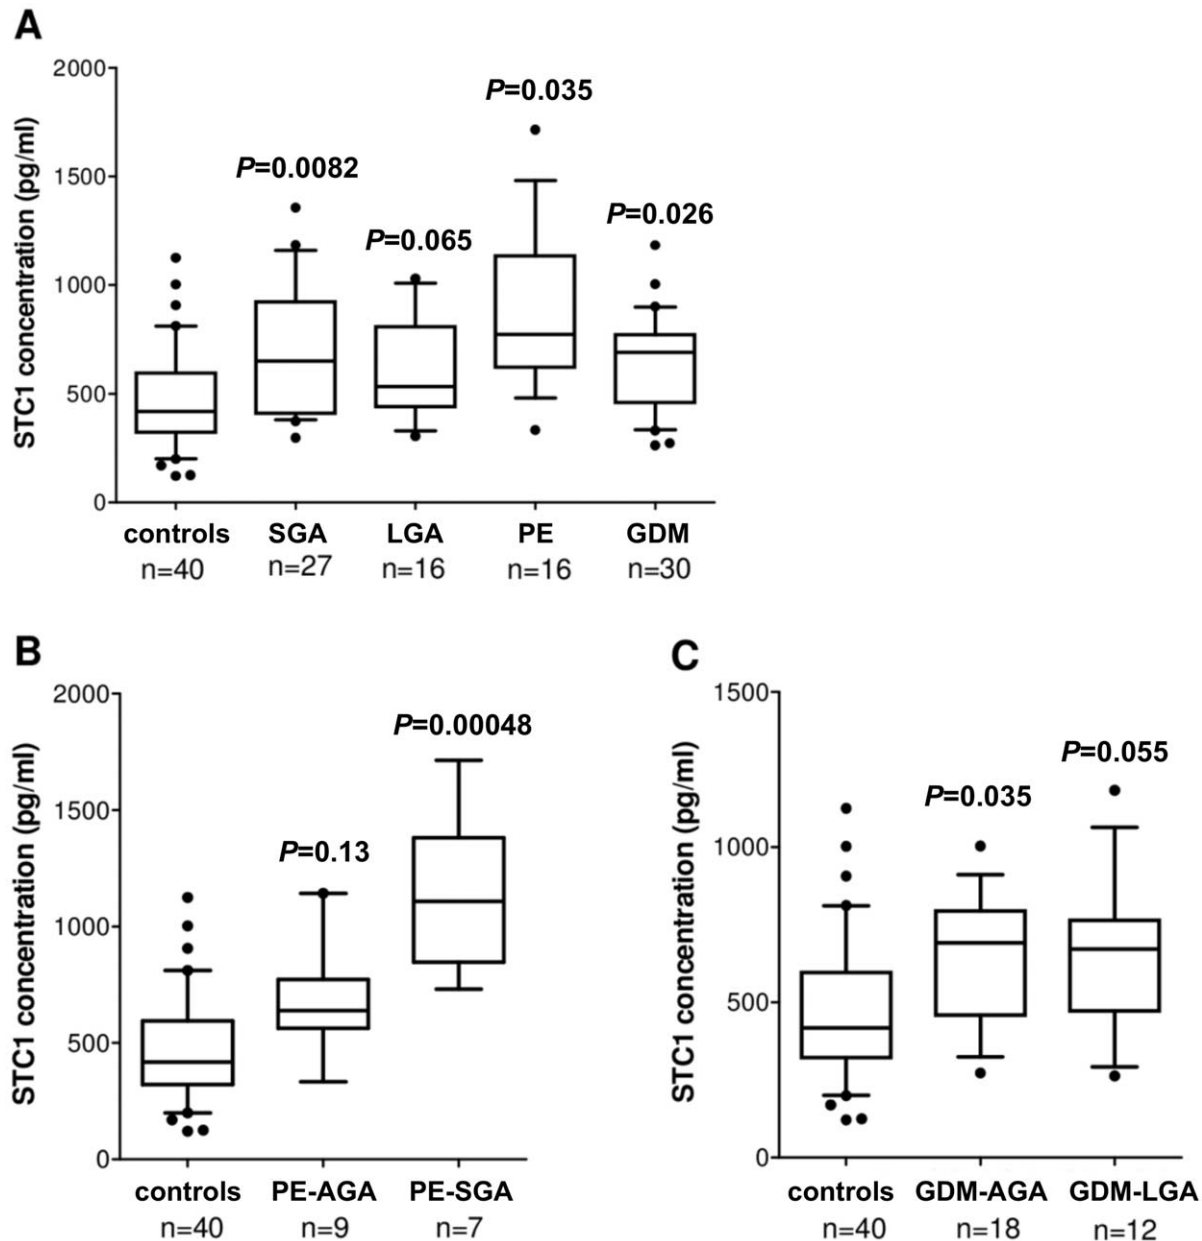 A
STC1 concentration (pg/ml)
2000
1500
1000
500
0
P=0.0082
P=0.065
P=0.035
P=0.026
controls SGA LGA PE GDM
n=40 n=27 n=16 n=16 n=30
B
STC1 concentration (pg/ml)
2000
1500
1000
500
0
P=0.13
P=0.00048
controls PE-AGA PE-SGA
n=40 n=9 n=7
C
STC1 concentration (pg/ml)
1500
1000
500
0
P=0.035
P=0.055
controls GDM-AGA GDM-LGA
n=40 n=18 n=12